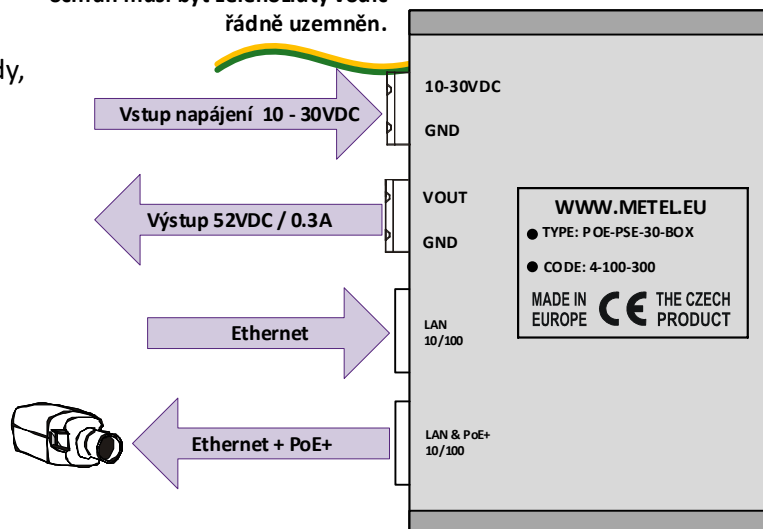 řádně uzemněn.
dy,
10-30VDC
Vstup napájení 10 - 30VDC
GND
VOUT
Výstup 52VDC / 0.3A
GND
WWW.METEL.EU
TYPE: POE-PSE-30-BOX
CODE: 4-100-300
MADE IN EUROPE CE THE CZECH PRODUCT
Ethernet
LAN
10/100
Ethernet + PoE+
LAN & PoE+
10/100